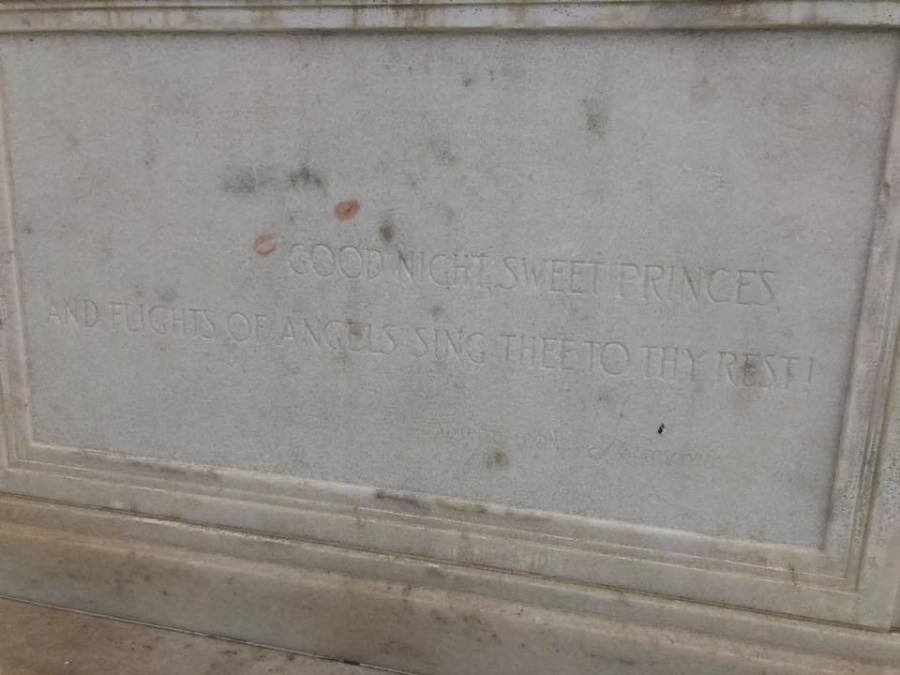 GOOD NIGHT, SWEET PRINCES
AND FLIGHTS OF ANGELS SING THEE TO THY REST!